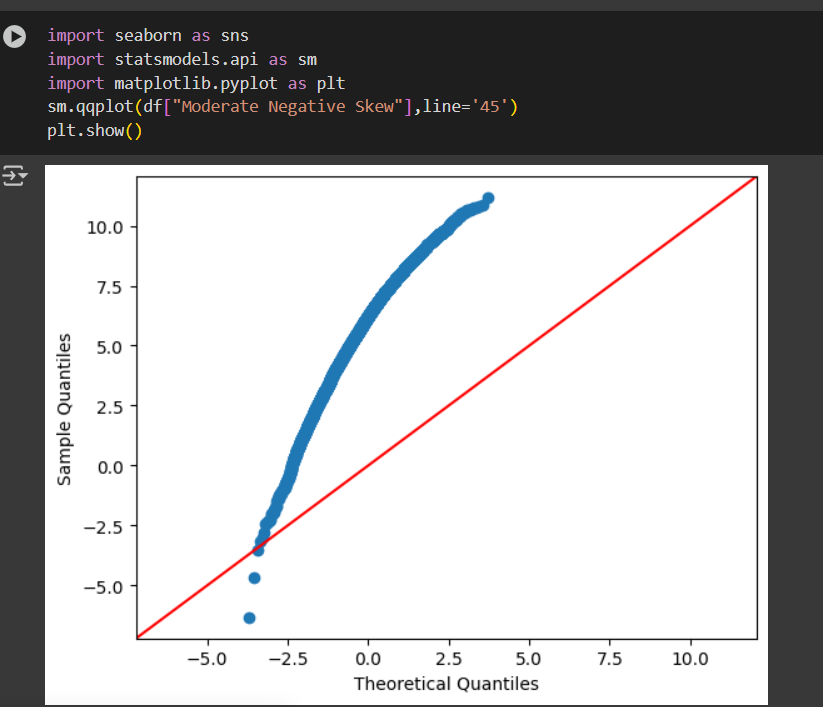 import seaborn as sns
import statsmodels.api as sm
import matplotlib.pyplot as plt
sm.qqplot(df["Moderate Negative Skew"],line='45')
plt.show()
10.0
7.5
5.0
2.5
0.0
−2.5
−5.0
Sample Quantiles
−5.0 −2.5 0.0 2.5 5.0 7.5 10.0
Theoretical Quantiles